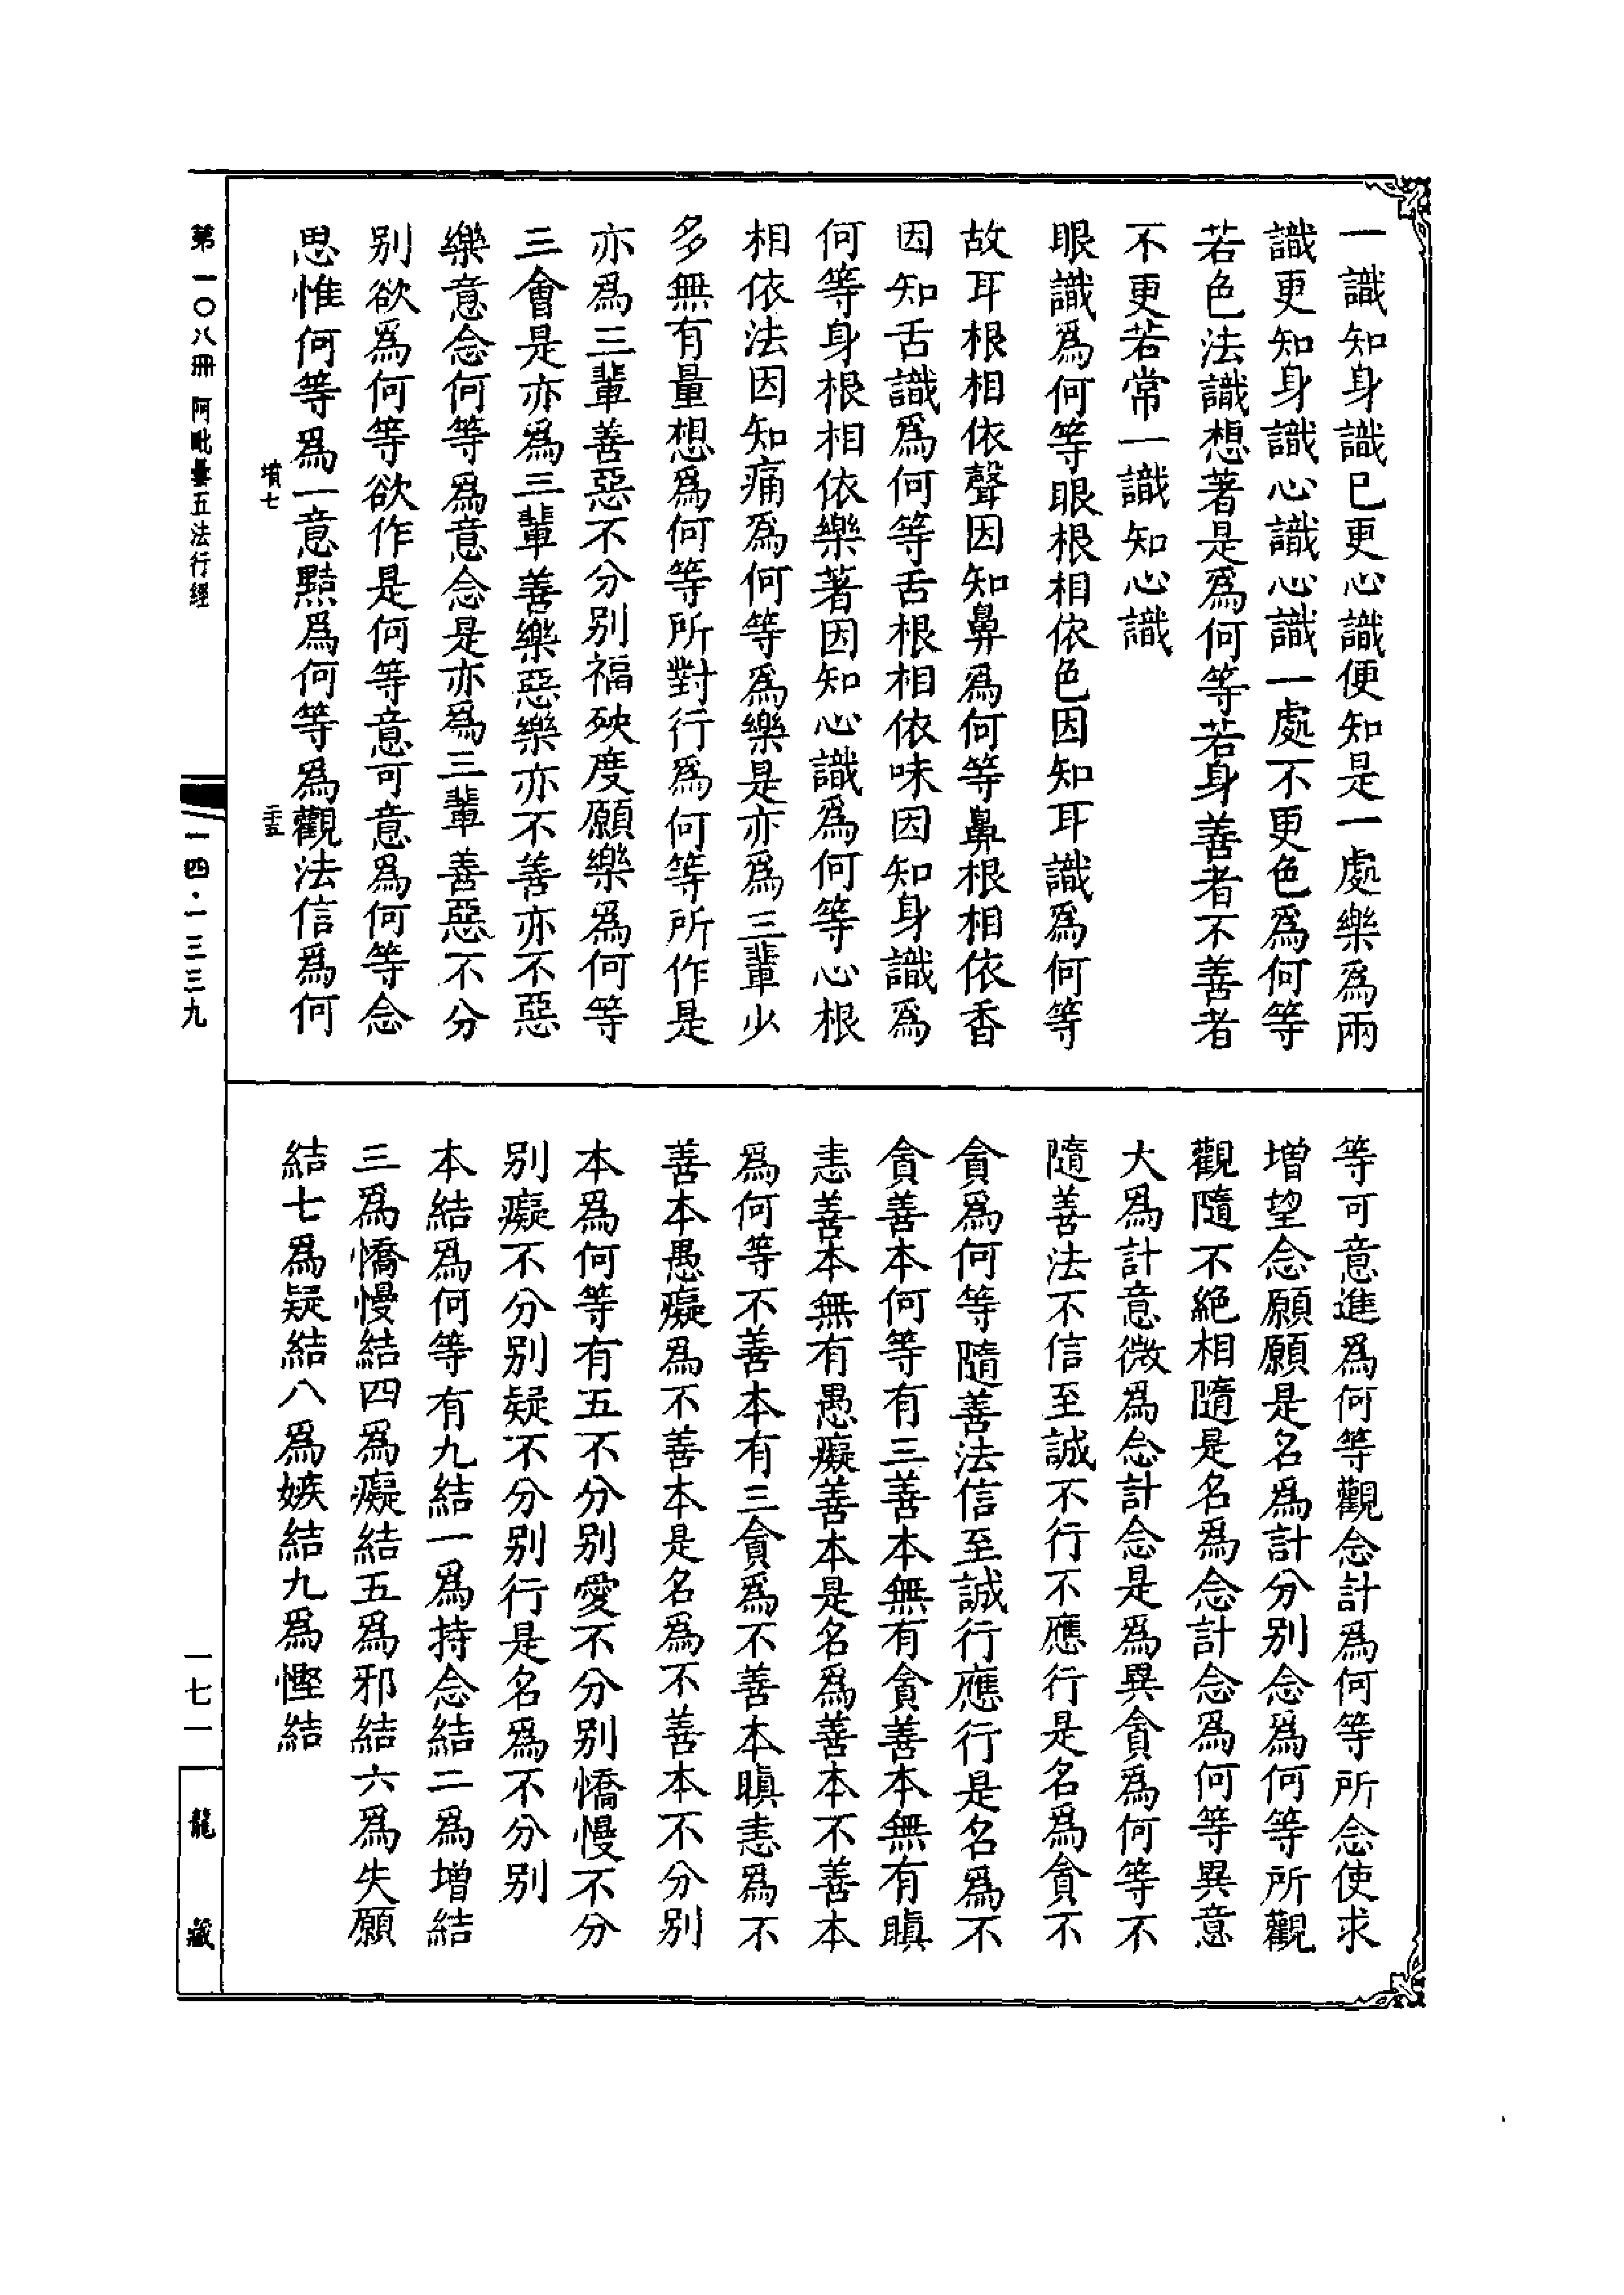 一識知身識已更心識便知是一處樂爲兩
識更知身識心識心識一處不更色爲何等
若色法識想著是爲何等若身善者不善者
不更若常一識知心識
眼識爲何等眼根相依色因知耳識爲何等
故耳根相依聲因知鼻爲何等鼻根相依香
因知舌識爲何等舌根相依味因知身識爲
何等身根相依樂著因知心識爲何等心根
相依法因知痛爲何等爲樂是亦爲三輩少
多無有量想爲何等所對行爲何等所作是
亦爲三輩善惡不分別福殃度願樂爲何等
三會是亦爲三輩善樂惡樂亦不善亦不惡
樂意念何等爲意念是亦爲三輩善惡不分
別欲爲何等欲作是何等意可意爲何等念
思惟何等爲一意黠爲何等爲觀法信爲何
等可意進爲何等觀念計爲何等所念使求
增望念願願是名爲計分別念爲何等所觀
觀隨不絕相隨是名爲念計念爲何等異意
大爲計意微爲念計念是爲異貪爲何等不
隨善法不信至誠不行不應行是名爲貪不
貪爲何等隨善法信至誠行應行是名爲不
貪善本何等有三善本無有貪善本無有瞋
恚善本無有愚癡善本是名爲善本不善本
爲何等不善本有三貪爲不善本瞋恚爲不
善本愚癡爲不善本是名爲不善本不分別
本爲何等有五不分別愛不分別憍慢不分
別癡不分別疑不分別行是名爲不分別
本結爲何等有九結一爲持念結二爲增結
三爲憍慢結四爲癡結五爲邪結六爲失願
結七爲疑結八爲嫉結九爲慳結
第一〇八冊 阿毗曇五法行經
墳七
二十五
一四·一三三九
一七一
龍藏